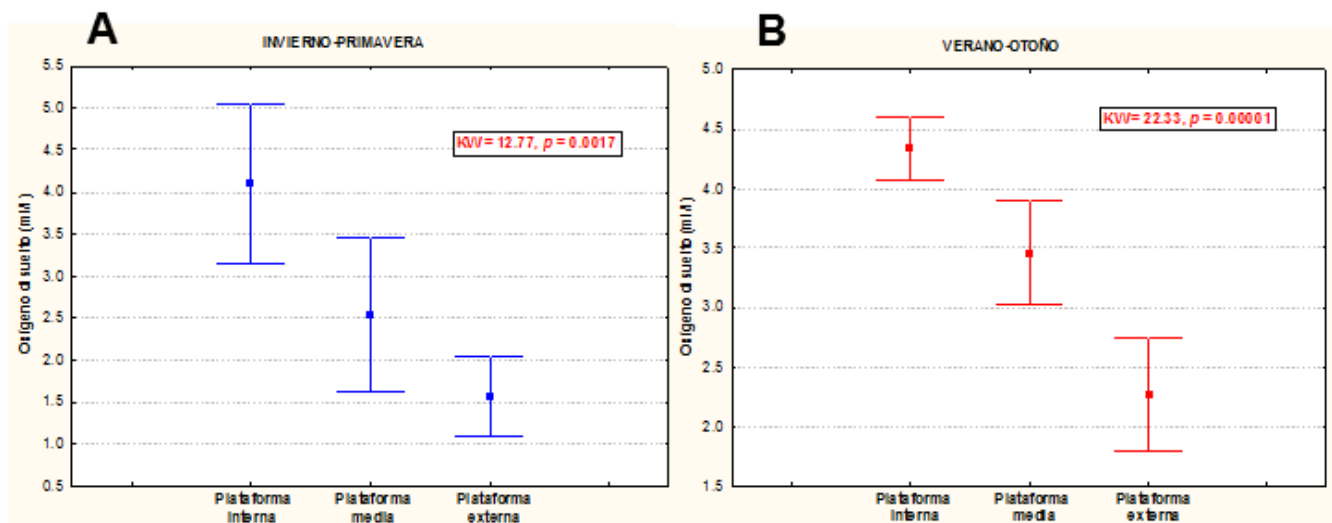 A
INVIERNO-PRIMAVERA
5.5
5.0
4.5
4.0
3.5
3.0
2.5
2.0
1.5
1.0
0.5
Oxígeno disuelto (ml/l)
KW= 12.77, p = 0.0017
Plataforma
interna
Plataforma
media
Plataforma
externa
B
VERANO-OTOÑO
5.0
4.5
4.0
3.5
3.0
2.5
2.0
1.5
Oxígeno disuelto (ml/l)
KW= 22.33, p = 0.00001
Plataforma
interna
Plataforma
media
Plataforma
externa